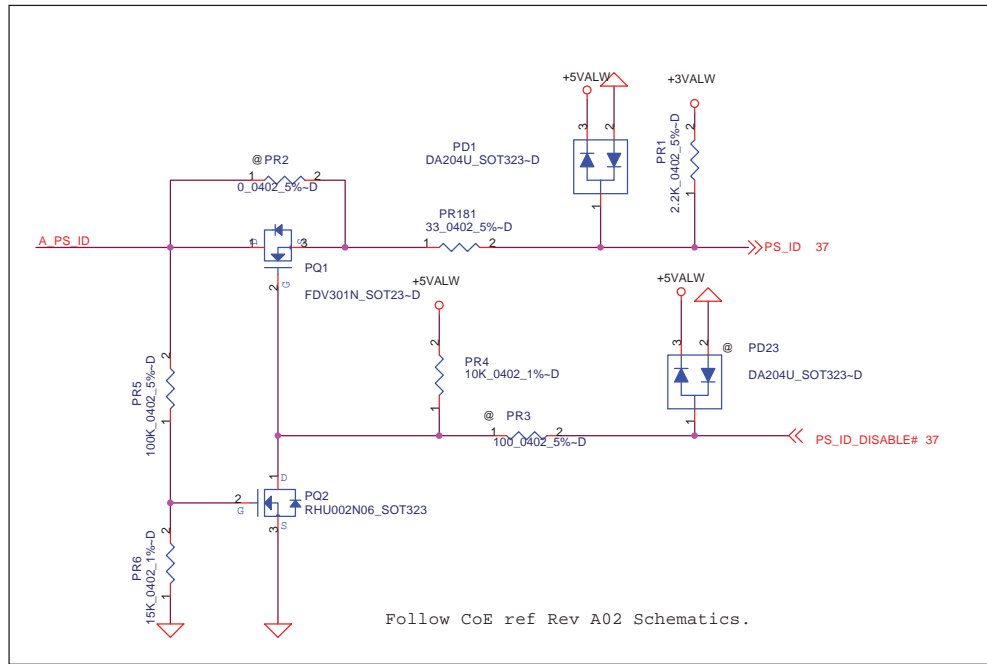 +5VALW
+3VALW
3
2
2
PD1
DA204U_SOT323~D
PR1
2.2K_0402_5%~D
@ PR2
1
2
0_0402_5%~D
1
1
PR181
33_0402_5%~D
A_PS_ID
1
D
S
3
1
2
PS_ID 37
PQ1
2
G
FDV301N_SOT23~D
+5VALW
+5VALW
3
2
2
@
PD23
DA204U_SOT323~D
PR4
10K_0402_1%~D
2
PR5
100K_0402_5%~D
1
1
@
PR3
1
2
100_0402_5%~D
1
PS_ID_DISABLE# 37
1
D
2
G
PQ2
RHU002N06_SOT323
3
S
2
PR6
15K_0402_1%~D
1
Follow CoE ref Rev A02 Schematics.